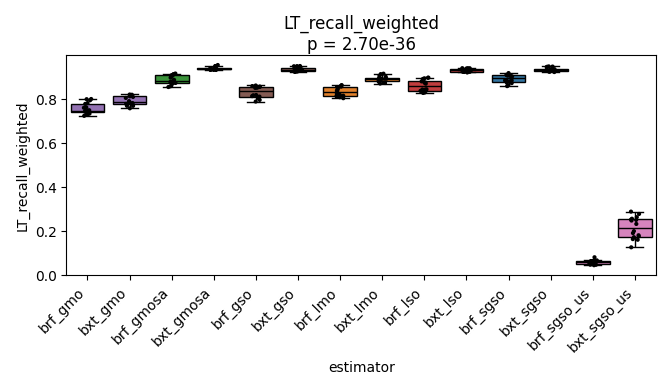 LT_recall_weighted
p = 2.70e-36
LT_recall_weighted
0.8
0.6
0.4
0.2
0.0
brf_gmo
bxt_gmo
brf_gmosa
bxt_gmosa
brf_gso
bxt_gso
brf_lmo
bxt_lmo
brf_lso
bxt_lso
brf_sgso
bxt_sgso
brf_sgso_us
bxt_sgso_us
estimator